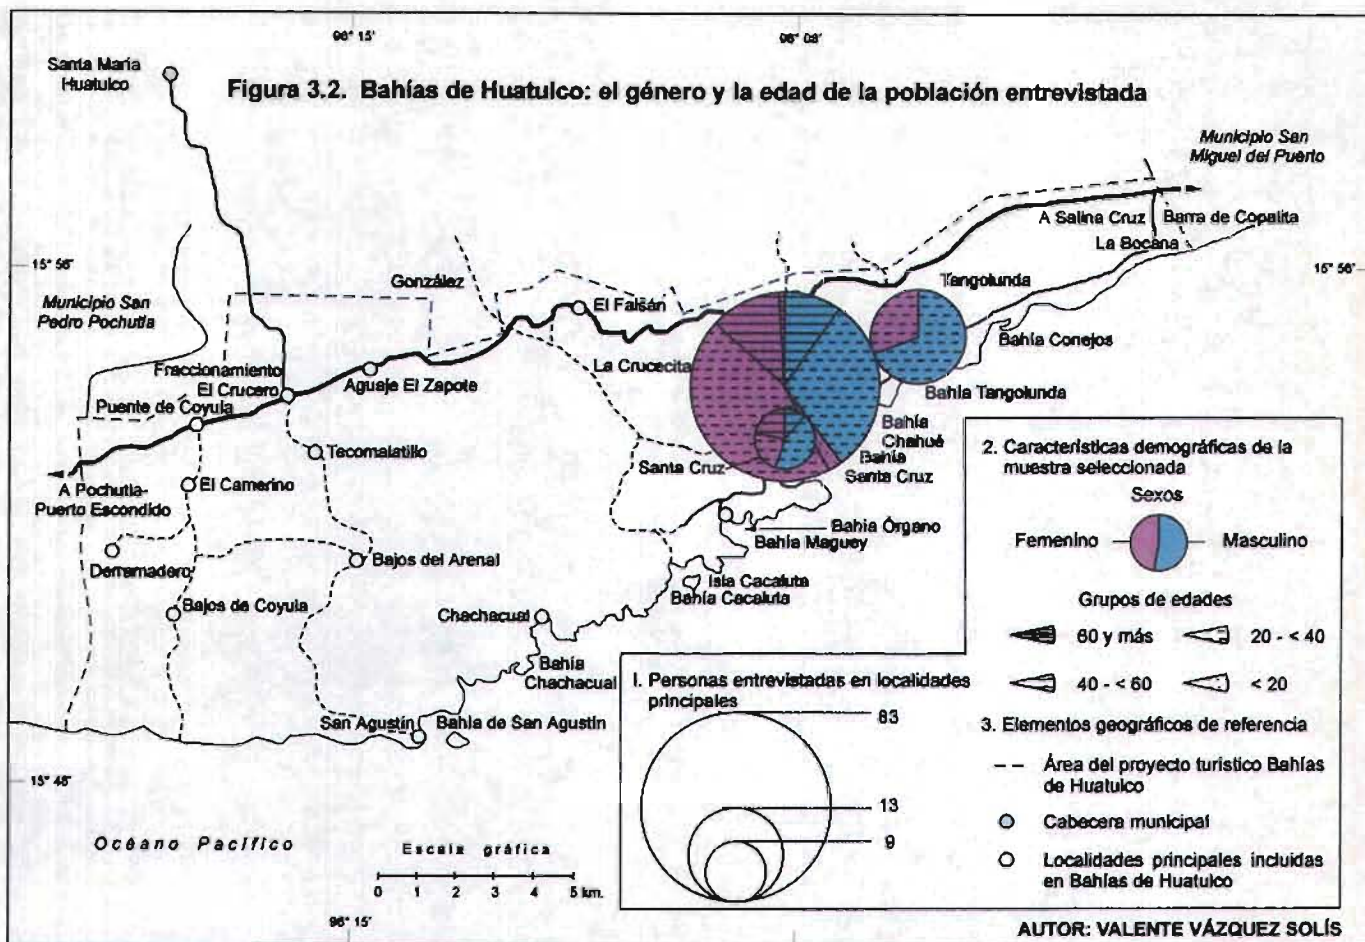 96° 15'
96° 08'
Santa María
Huatulco
Figura 3.2. Bahías de Huatulco: el género y la edad de la población entrevistada
Municipio San
Miguel del Puerto
A Salina Cruz
Barra de Copalita
La Bocana
15° 56'
15° 56'
González
Tangolunda
Municipio San
Pedro Pochutla
El Faisán
Bahía Conejos
Fraccionamiento
El Crucero
La Crucecita
Aguaje El Zapote
Bahía Tangolunda
Puente de Coyula
Bahía
Chahué
Tecomalatillo
Santa Cruz
Bahía
Santa Cruz
A Pochutla-
Puerto Escondido
El Camerino
Bahía Órgano
Bahía Maguey
Derramadero
Bajos del Arenal
Isla Cacaluta
Bahía Cacaluta
Bajos de Coyula
Chachacual
Bahía
Chachacual
San Agustín
Bahía de San Agustín
15° 45'
Océano Pacífico
Escala gráfica
0 1 2 3 4 5 km.
96° 15'
1. Personas entrevistadas en localidades
principales
83
13
9
2. Características demográficas de la
muestra seleccionada
Sexos
Femenino
Masculino
Grupos de edades
60 y más
20 - < 40
40 - < 60
< 20
3. Elementos geográficos de referencia
Área del proyecto turistico Bahías
de Huatulco
Cabecera municipal
Localidades principales incluidas
en Bahías de Huatulco
AUTOR: VALENTE VÁZQUEZ SOLÍS